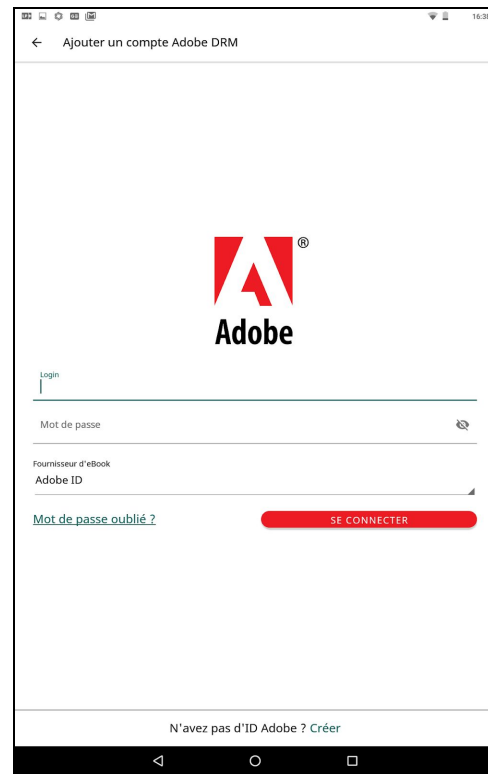 16:30
Ajouter un compte Adobe DRM
®
Adobe
Login
Mot de passe
Fournisseur d'eBook
Adobe ID
Mot de passe oublié ?
SE CONNECTER
N'avez pas d'ID Adobe ? Créer